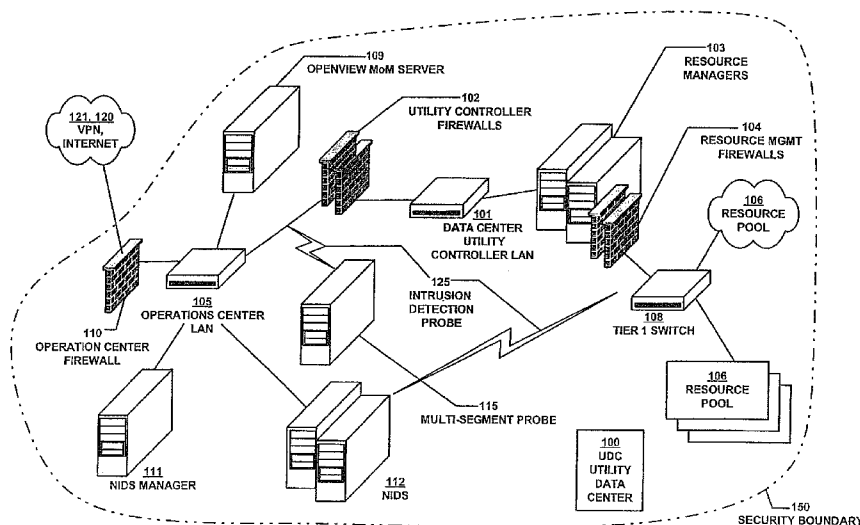 109
OPENVIEW MoM SERVER
102
UTILITY CONTROLLER
FIREWALLS
103
RESOURCE
MANAGERS
104
RESOURCE MGMT
FIREWALLS
121, 120
VPN,
INTERNET
106
RESOURCE
POOL
101
DATA CENTER
UTILITY
CONTROLLER LAN
125
INTRUSION
DETECTION
PROBE
105
OPERATIONS CENTER
LAN
110
OPERATION CENTER
FIREWALL
108
TIER 1 SWITCH
106
RESOURCE
POOL
115
MULTI-SEGMENT PROBE
111
NIDS MANAGER
112
NIDS
100
UDC
UTILITY
DATA
CENTER
150
SECURITY BOUNDARY